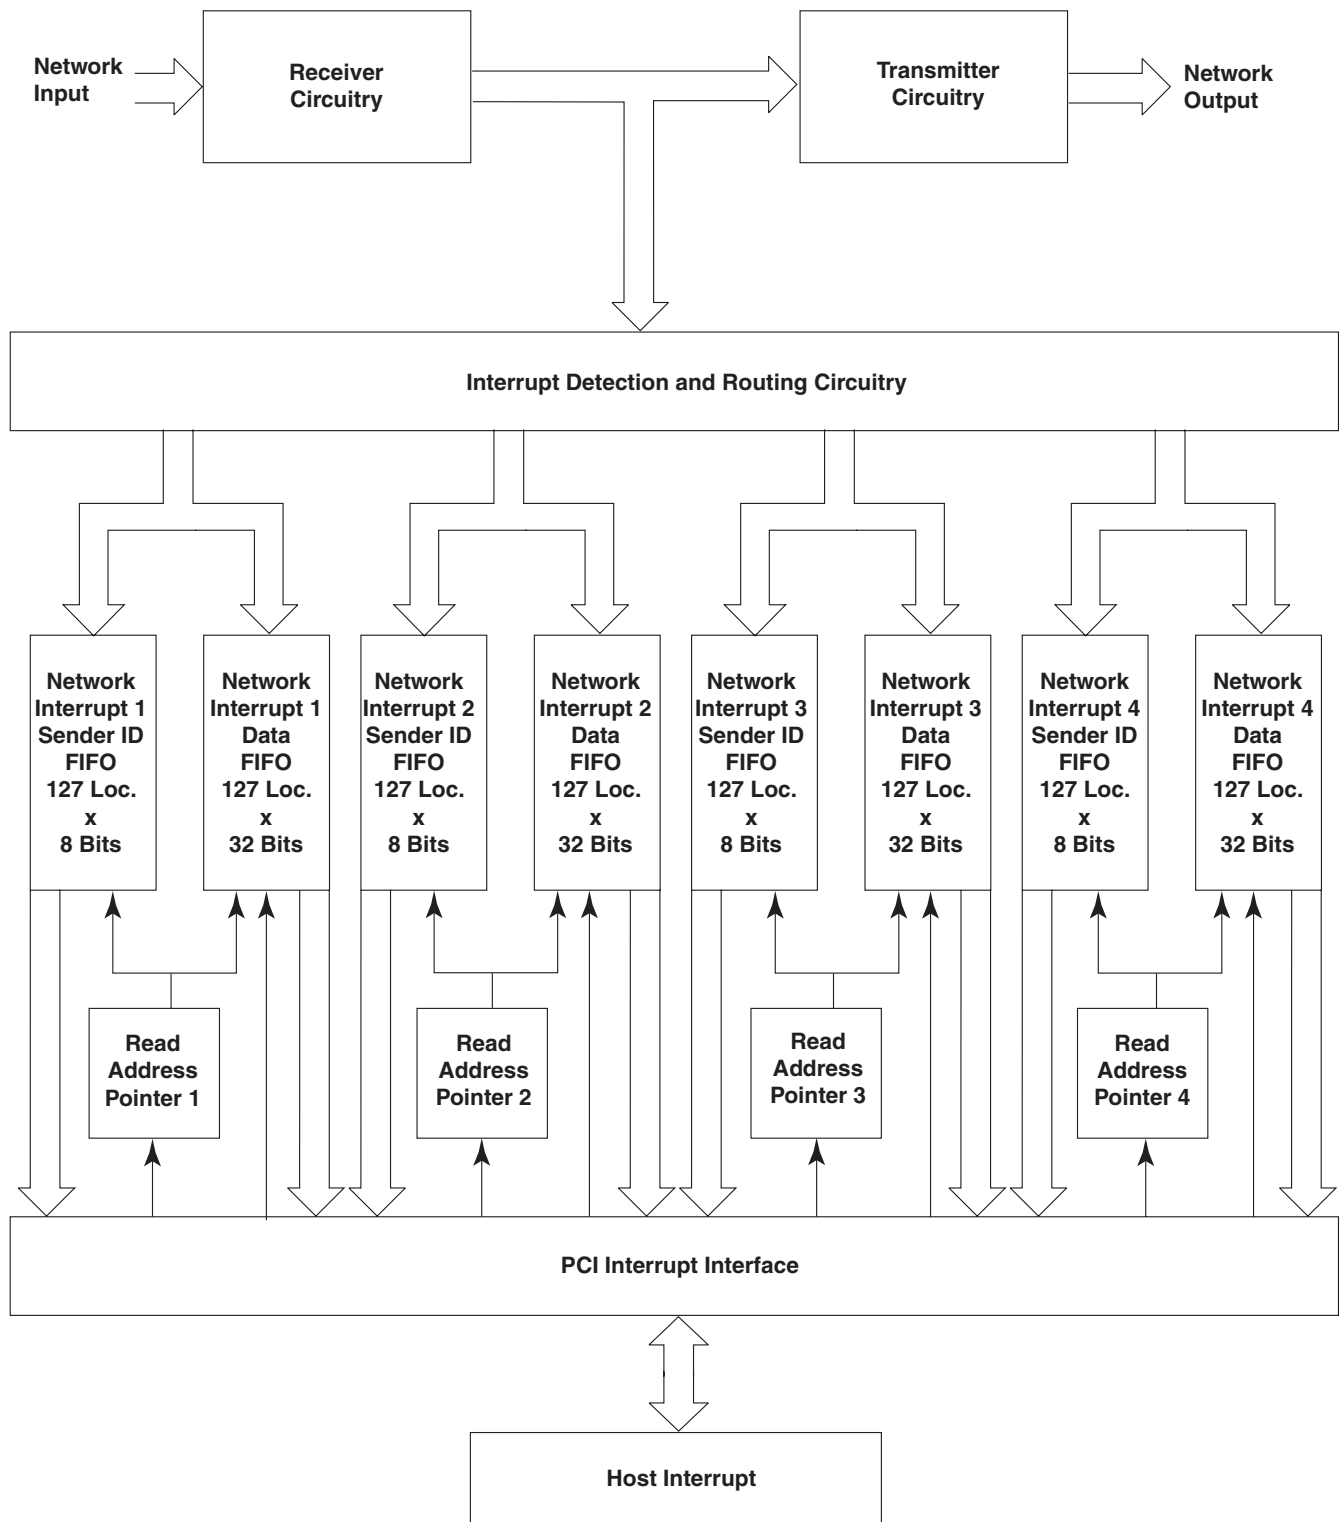 Network
Input
Receiver
Circuitry
Transmitter
Circuitry
Network
Output
Interrupt Detection and Routing Circuitry
Network
Interrupt 1
Sender ID
FIFO
127 Loc.
x
8 Bits
Network
Interrupt 1
Data
FIFO
127 Loc.
x
32 Bits
Network
Interrupt 2
Sender ID
FIFO
127 Loc.
x
8 Bits
Network
Interrupt 2
Data
FIFO
127 Loc.
x
32 Bits
Network
Interrupt 3
Sender ID
FIFO
127 Loc.
x
8 Bits
Network
Interrupt 3
Data
FIFO
127 Loc.
x
32 Bits
Network
Interrupt 4
Sender ID
FIFO
127 Loc.
x
8 Bits
Network
Interrupt 4
Data
FIFO
127 Loc.
x
32 Bits
Read
Address
Pointer 1
Read
Address
Pointer 2
Read
Address
Pointer 3
Read
Address
Pointer 4
PCI Interrupt Interface
Host Interrupt